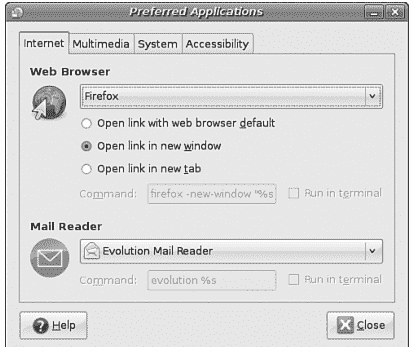 Preferred Applications
Internet Multimedia System Accessibility
Web Browser
Firefox
Open link with web browser default
Open link in new window
Open link in new tab
Command: firefox -new-window "%s Run in terminal
Mail Reader
Evolution Mail Reader
Command: evolution %s Run in terminal
Help Close